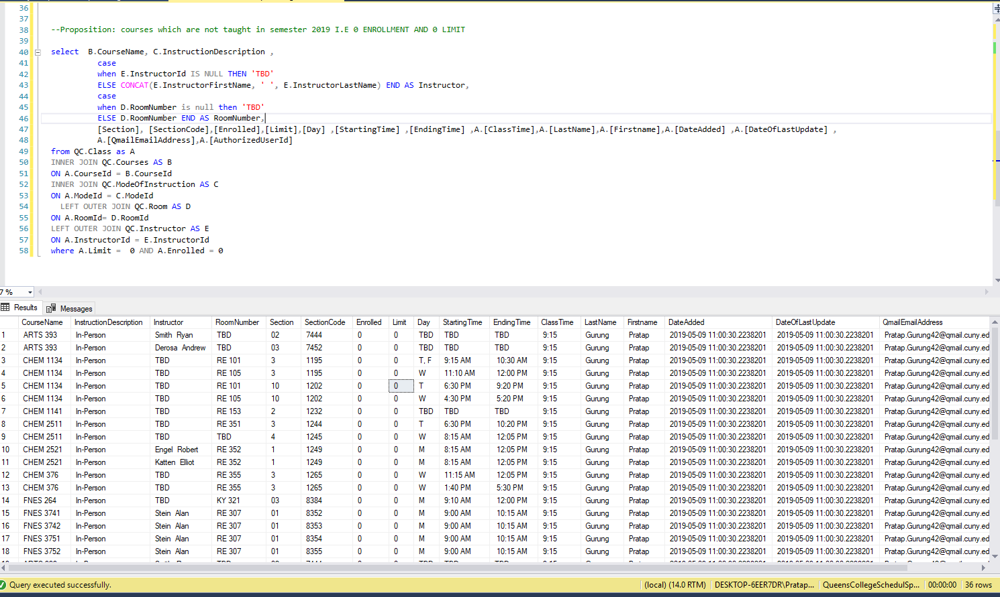 36
37
38 --Proposition: courses which are not taught in semester 2019 I.E 0 ENROLLMENT AND 0 LIMIT
39
40 select B.CourseName, C.InstructionDescription ,
41 case
42 when E.InstructorId IS NULL THEN 'TBD'
43 ELSE CONCAT(E.InstructorFirstName, ' ', E.InstructorLastName) END AS Instructor,
44 case
45 when D.RoomNumber is null then 'TBD'
46 ELSE D.RoomNumber END AS RoomNumber,
47 [Section], [SectionCode],[Enrolled],[Limit],[Day] ,[StartingTime] ,[EndingTime] ,A.[ClassTime],A.[LastName],A.[Firstname],A.[DateAdded] ,A.[DateOfLastUpdate] ,
48 A.[QmailEmailAddress],A.[AuthorizedUserId]
49 from QC.Class as A
50 INNER JOIN QC.Courses AS B
51 ON A.CourseId = B.CourseId
52 INNER JOIN QC.ModeOfInstruction AS C
53 ON A.ModeId = C.ModeId
54 LEFT OUTER JOIN QC.Room AS D
55 ON A.RoomId= D.RoomId
56 LEFT OUTER JOIN QC.Instructor AS E
57 ON A.InstructorId = E.InstructorId
58 where A.Limit =  0 AND A.Enrolled = 0
7 %
Results Messages
CourseName InstructionDescription Instructor RoomNumber Section SectionCode Enrolled Limit Day StartingTime EndingTime ClassTime LastName Firstname DateAdded DateOfLastUpdate QmailEmailAddress
1 ARTS 393 In-Person Smith Ryan TBD 02 7444 0 0 TBD TBD TBD 9:15 Gurung Pratap 2019-05-09 11:00:30.2238201 2019-05-09 11:00:30.2238201 Pratap.Gurung42@qmail.cuny.ed
2 ARTS 393 In-Person Derosa Andrew TBD 03 7452 0 0 TBD TBD TBD 9:15 Gurung Pratap 2019-05-09 11:00:30.2238201 2019-05-09 11:00:30.2238201 Pratap.Gurung42@qmail.cuny.ed
3 CHEM 1134 In-Person TBD RE 101 3 1195 0 0 T, F 9:15 AM 10:30 AM 9:15 Gurung Pratap 2019-05-09 11:00:30.2238201 2019-05-09 11:00:30.2238201 Pratap.Gurung42@qmail.cuny.ed
4 CHEM 1134 In-Person TBD RE 105 3 1195 0 0 W 11:10 AM 12:00 PM 9:15 Gurung Pratap 2019-05-09 11:00:30.2238201 2019-05-09 11:00:30.2238201 Pratap.Gurung42@qmail.cuny.ed
5 CHEM 1134 In-Person TBD RE 101 10 1202 0 0 T 6:30 PM 9:20 PM 9:15 Gurung Pratap 2019-05-09 11:00:30.2238201 2019-05-09 11:00:30.2238201 Pratap.Gurung42@qmail.cuny.ed
6 CHEM 1134 In-Person TBD RE 105 10 1202 0 0 W 4:30 PM 5:20 PM 9:15 Gurung Pratap 2019-05-09 11:00:30.2238201 2019-05-09 11:00:30.2238201 Pratap.Gurung42@qmail.cuny.ed
7 CHEM 1141 In-Person TBD RE 153 2 1232 0 0 TBD TBD TBD 9:15 Gurung Pratap 2019-05-09 11:00:30.2238201 2019-05-09 11:00:30.2238201 Pratap.Gurung42@qmail.cuny.ed
8 CHEM 2511 In-Person TBD RE 351 3 1244 0 0 T 6:30 PM 10:20 PM 9:15 Gurung Pratap 2019-05-09 11:00:30.2238201 2019-05-09 11:00:30.2238201 Pratap.Gurung42@qmail.cuny.ed
9 CHEM 2511 In-Person TBD TBD 4 1245 0 0 W 8:15 AM 12:05 PM 9:15 Gurung Pratap 2019-05-09 11:00:30.2238201 2019-05-09 11:00:30.2238201 Pratap.Gurung42@qmail.cuny.ed
10 CHEM 2521 In-Person Engel Robert RE 352 1 1249 0 0 M 8:15 AM 12:05 PM 9:15 Gurung Pratap 2019-05-09 11:00:30.2238201 2019-05-09 11:00:30.2238201 Pratap.Gurung42@qmail.cuny.ed
11 CHEM 2521 In-Person Katten Elliot RE 352 1 1249 0 0 M 8:15 AM 12:05 PM 9:15 Gurung Pratap 2019-05-09 11:00:30.2238201 2019-05-09 11:00:30.2238201 Pratap.Gurung42@qmail.cuny.ed
12 CHEM 376 In-Person TBD RE 355 3 1265 0 0 W 11:15 AM 12:05 PM 9:15 Gurung Pratap 2019-05-09 11:00:30.2238201 2019-05-09 11:00:30.2238201 Pratap.Gurung42@qmail.cuny.ed
13 CHEM 376 In-Person TBD RE 355 3 1265 0 0 W 1:40 PM 5:30 PM 9:15 Gurung Pratap 2019-05-09 11:00:30.2238201 2019-05-09 11:00:30.2238201 Pratap.Gurung42@qmail.cuny.ed
14 FNES 264 In-Person TBD KY 321 03 8384 0 0 M 9:10 AM 12:00 PM 9:15 Gurung Pratap 2019-05-09 11:00:30.2238201 2019-05-09 11:00:30.2238201 Pratap.Gurung42@qmail.cuny.ed
15 FNES 3741 In-Person Stein Alan RE 307 01 8352 0 0 M 9:00 AM 10:15 AM 9:15 Gurung Pratap 2019-05-09 11:00:30.2238201 2019-05-09 11:00:30.2238201 Pratap.Gurung42@qmail.cuny.ed
16 FNES 3742 In-Person Stein Alan RE 307 01 8353 0 0 M 9:00 AM 10:15 AM 9:15 Gurung Pratap 2019-05-09 11:00:30.2238201 2019-05-09 11:00:30.2238201 Pratap.Gurung42@qmail.cuny.ed
17 FNES 3751 In-Person Stein Alan RE 307 01 8354 0 0 M 9:00 AM 10:15 AM 9:15 Gurung Pratap 2019-05-09 11:00:30.2238201 2019-05-09 11:00:30.2238201 Pratap.Gurung42@qmail.cuny.ed
18 FNES 3752 In-Person Stein Alan RE 307 01 8355 0 0 M 9:00 AM 10:15 AM 9:15 Gurung Pratap 2019-05-09 11:00:30.2238201 2019-05-09 11:00:30.2238201 Pratap.Gurung42@qmail.cuny.ed
Query executed successfully. (local) (14.0 RTM) DESKTOP-6EER7DR\Pratap... QueensCollegeSchedulSp... 00:00:00 36 rows